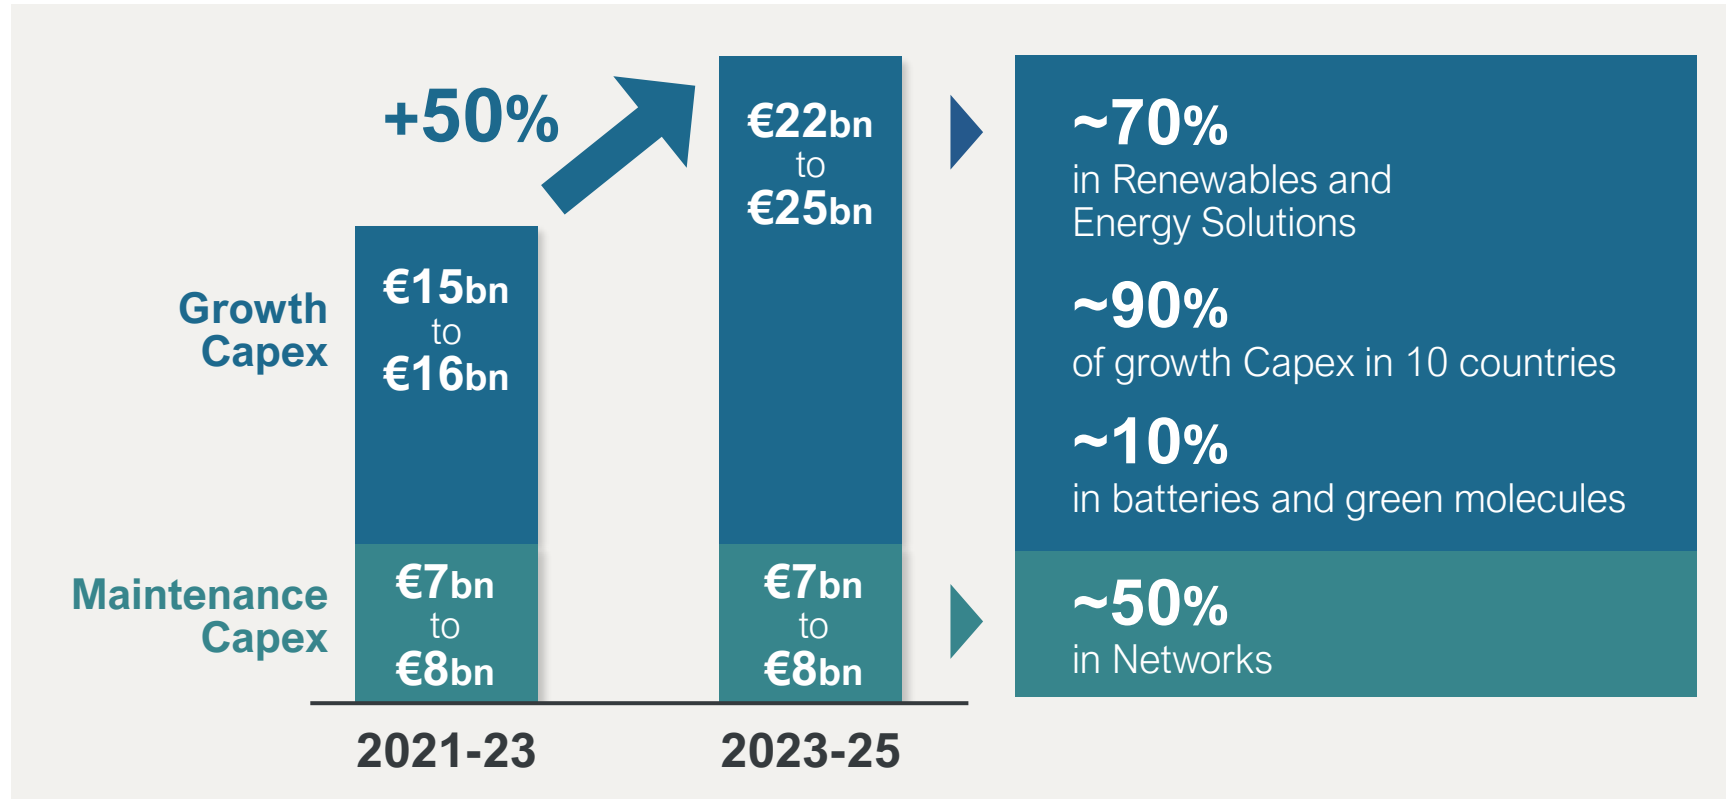 +50%
Growth
Capex
€15bn
to
€16bn
€22bn
to
€25bn
Maintenance
Capex
€7bn
to
€8bn
€7bn
to
€8bn
2021-23
2023-25
~70%
in Renewables and
Energy Solutions
~90%
of growth Capex in 10 countries
~10%
in batteries and green molecules
~50%
in Networks